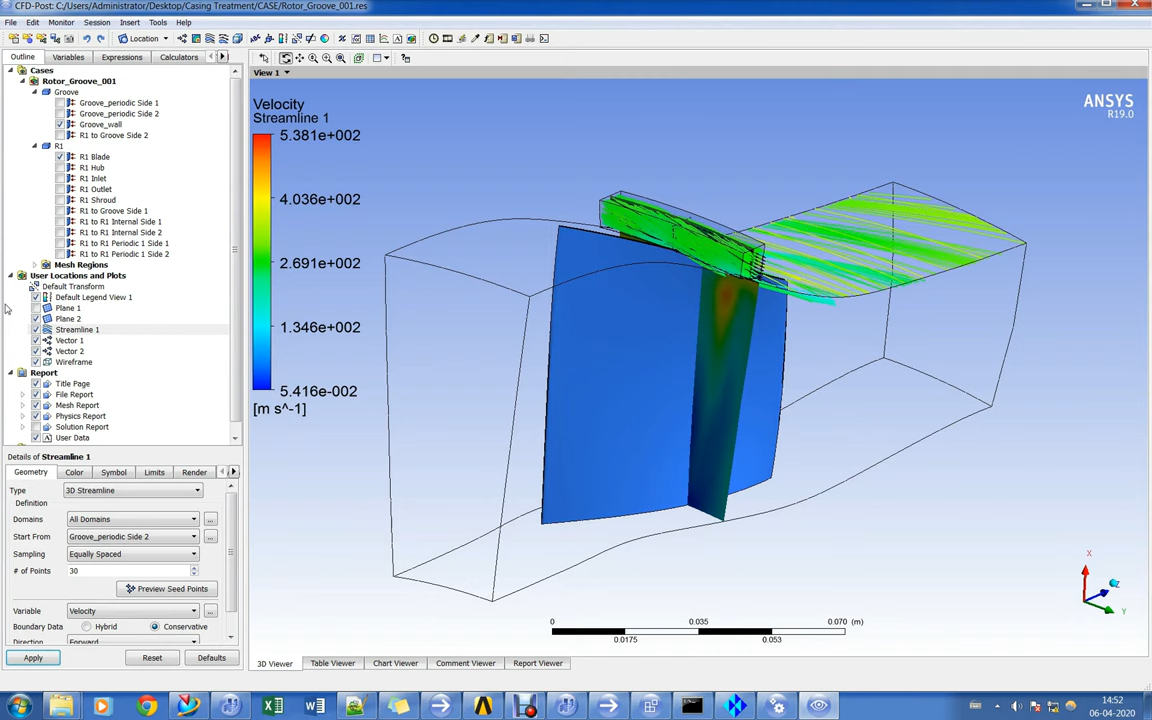 CFD-Post: C:/Users/Administrator/Desktop/Casing Treatment/CASE/Rotor_Groove_001.res
File Edit Monitor Session Insert Tools Help
Location
Outline Variables Expressions Calculators
View 1
Cases
Rotor_Groove_001
Groove
Groove_periodic Side 1
Groove_periodic Side 2
Groove_wall
R1 to Groove Side 2
R1
R1 Blade
R1 Hub
R1 Inlet
R1 Outlet
R1 Shroud
R1 to Groove Side 1
R1 to R1 Internal Side 1
R1 to R1 Internal Side 2
R1 to R1 Periodic 1 Side 1
R1 to R1 Periodic 1 Side 2
Mesh Regions
User Locations and Plots
Default Transform
Default Legend View 1
Plane 1
Plane 2
Streamline 1
Vector 1
Vector 2
Wireframe
Report
Title Page
File Report
Mesh Report
Physics Report
Solution Report
User Data
Details of Streamline 1
Geometry Color Symbol Limits Render
Type 3D Streamline
Definition
Domains All Domains ...
Start From Groove_periodic Side 2 ...
Sampling Equally Spaced
# of Points 30
Preview Seed Points
Variable Velocity ...
Boundary Data Hybrid Conservative
Direction Forward
Apply Reset Defaults
Velocity
Streamline 1
5.381e+002
4.036e+002
2.691e+002
1.346e+002
5.416e-002
[m s^-1]
ANSYS
R19.0
0 0.035 0.070 (m)
0.0175 0.053
X
Z
Y
3D Viewer Table Viewer Chart Viewer Comment Viewer Report Viewer
14:52
06-04-2020